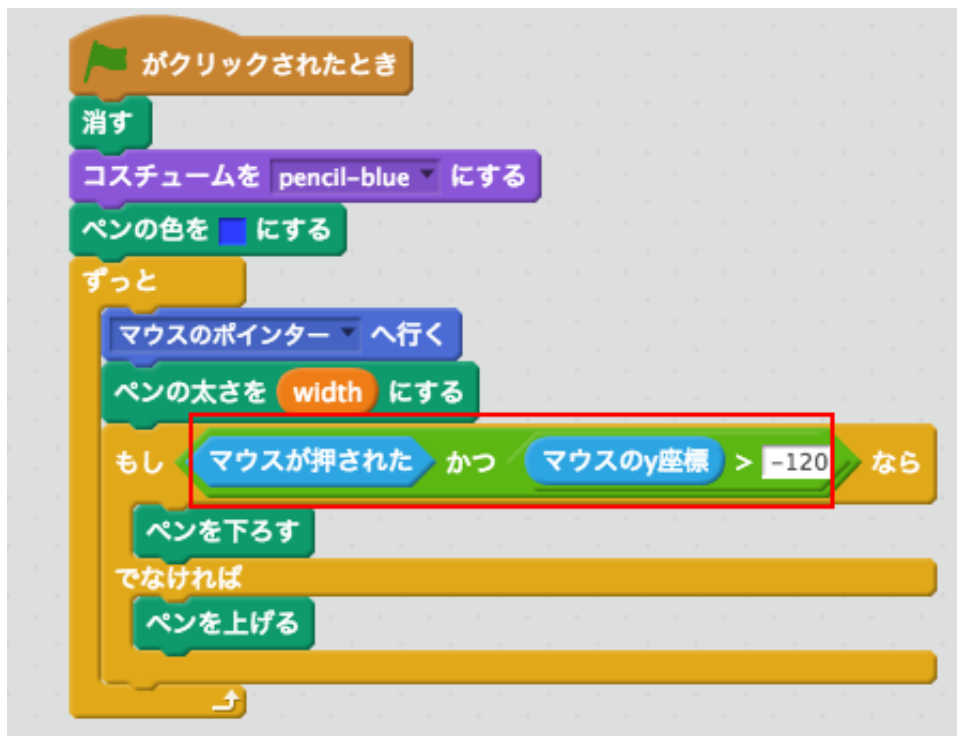 がクリックされたとき
消す
コスチュームを pencil-blue にする
ペンの色を にする
ずっと
マウスのポインター へ行く
ペンの太さを width にする
もし マウスが押された かつ マウスのy座標 > -120 なら
ペンを下ろす
でなければ
ペンを上げる